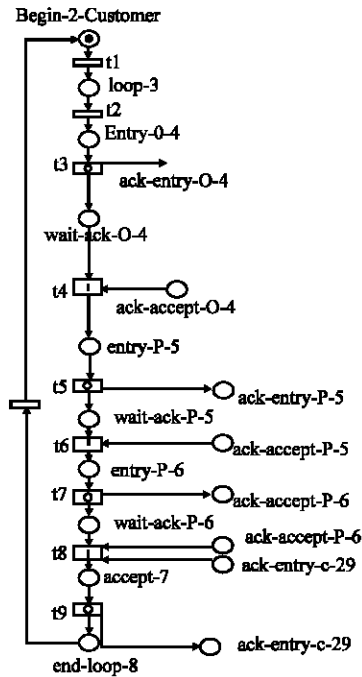 Begin-2-Customer
t1
loop-3
t2
Entry-0-4
t3
ack-entry-O-4
wait-ack-O-4
t4
ack-accept-O-4
entry-P-5
t5
ack-entry-P-5
wait-ack-P-5
t6
ack-accept-P-5
entry-P-6
t7
ack-accept-P-6
wait-ack-P-6
ack-accept-P-6
t8
ack-entry-c-29
accept-7
t9
ack-entry-c-29
end-loop-8